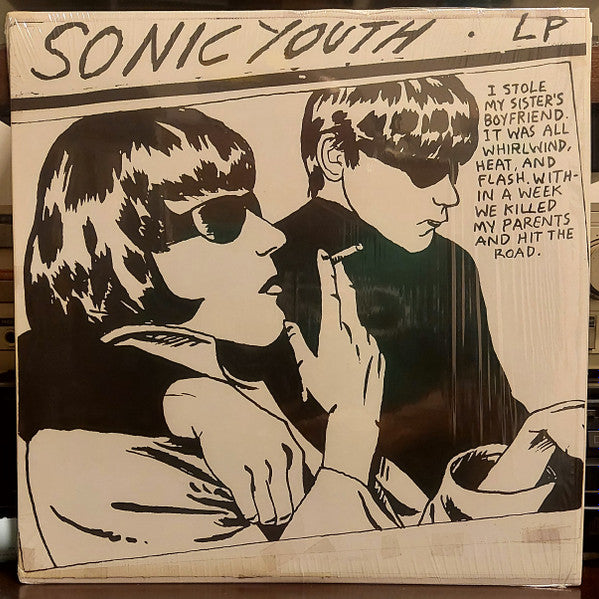 SONIC YOUTH . LP
I STOLE
MY SISTER'S
BOYFRIEND.
IT WAS ALL
WHIRLWIND,
HEAT, AND
FLASH. WITH-
IN A WEEK
WE KILLED
MY PARENTS
AND HIT THE
ROAD.